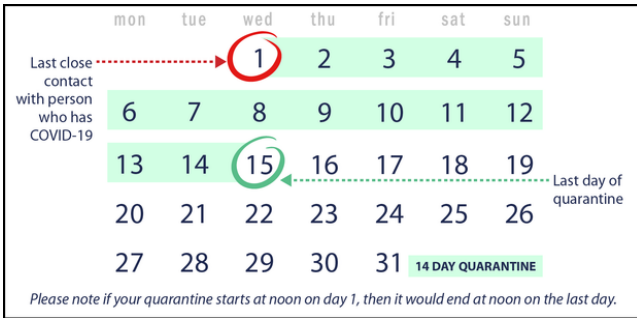 mon tue wed thu fri sat sun
1 2 3 4 5
Last close
contact
with person
who has
COVID-19
6 7 8 9 10 11 12
13 14 15 16 17 18 19
Last day of
quarantine
20 21 22 23 24 25 26
27 28 29 30 31 14 DAY QUARANTINE
Please note if your quarantine starts at noon on day 1, then it would end at noon on the last day.